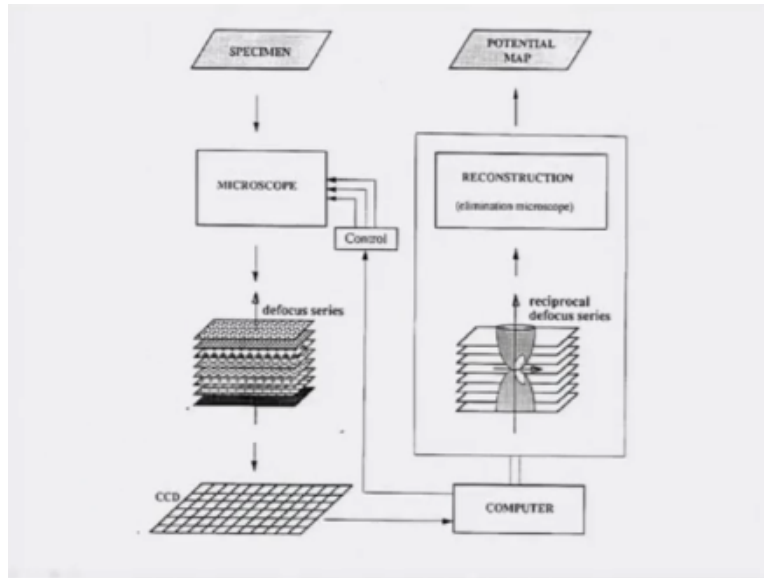 SPECIMEN
POTENTIAL
MAP
MICROSCOPE
RECONSTRUCTION
(elimination microscope)
Control
defocus series
reciprocal
defocus series
CCD
COMPUTER